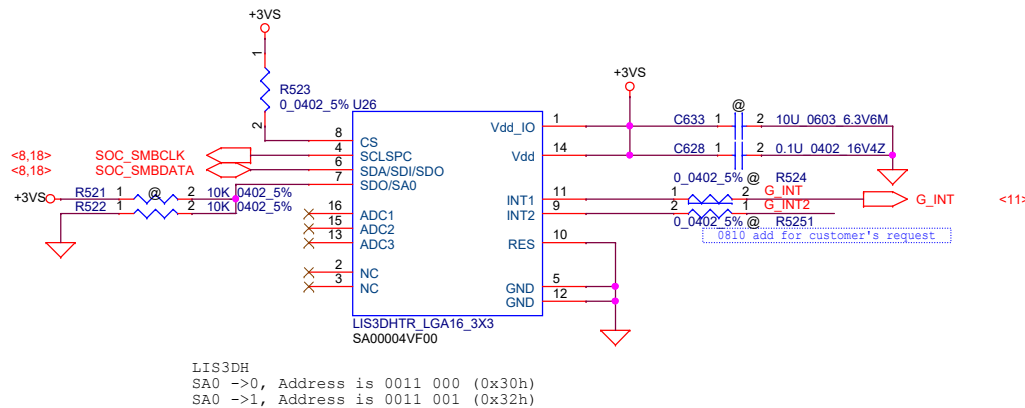 +3VS
1
R523
0_0402_5%
2
U26
+3VS
8 CS
4 SCLSPC
6 SDA/SDI/SDO
7 SDO/SA0
16 ADC1
15 ADC2
13 ADC3
2 NC
3 NC
Vdd_IO 1
Vdd 14
INT1 11
INT2 9
RES 10
GND 5
GND 12
<8,18> SOC_SMBCLK
<8,18> SOC_SMBDATA
+3VS R521 1 @ 2 10K_0402_5%
R522 1 2 10K_0402_5%
C633 1 @ 2 10U_0603_6.3V6M
C628 1 @ 2 0.1U_0402_16V4Z
0_0402_5% @ R524
1 2 G_INT G_INT <11>
2 1 G_INT2
0_0402_5% @ R5251
0810 add for customer's request
LIS3DHTR_LGA16_3X3
SA00004VF00
LIS3DH
SA0 ->0, Address is 0011 000 (0x30h)
SA0 ->1, Address is 0011 001 (0x32h)